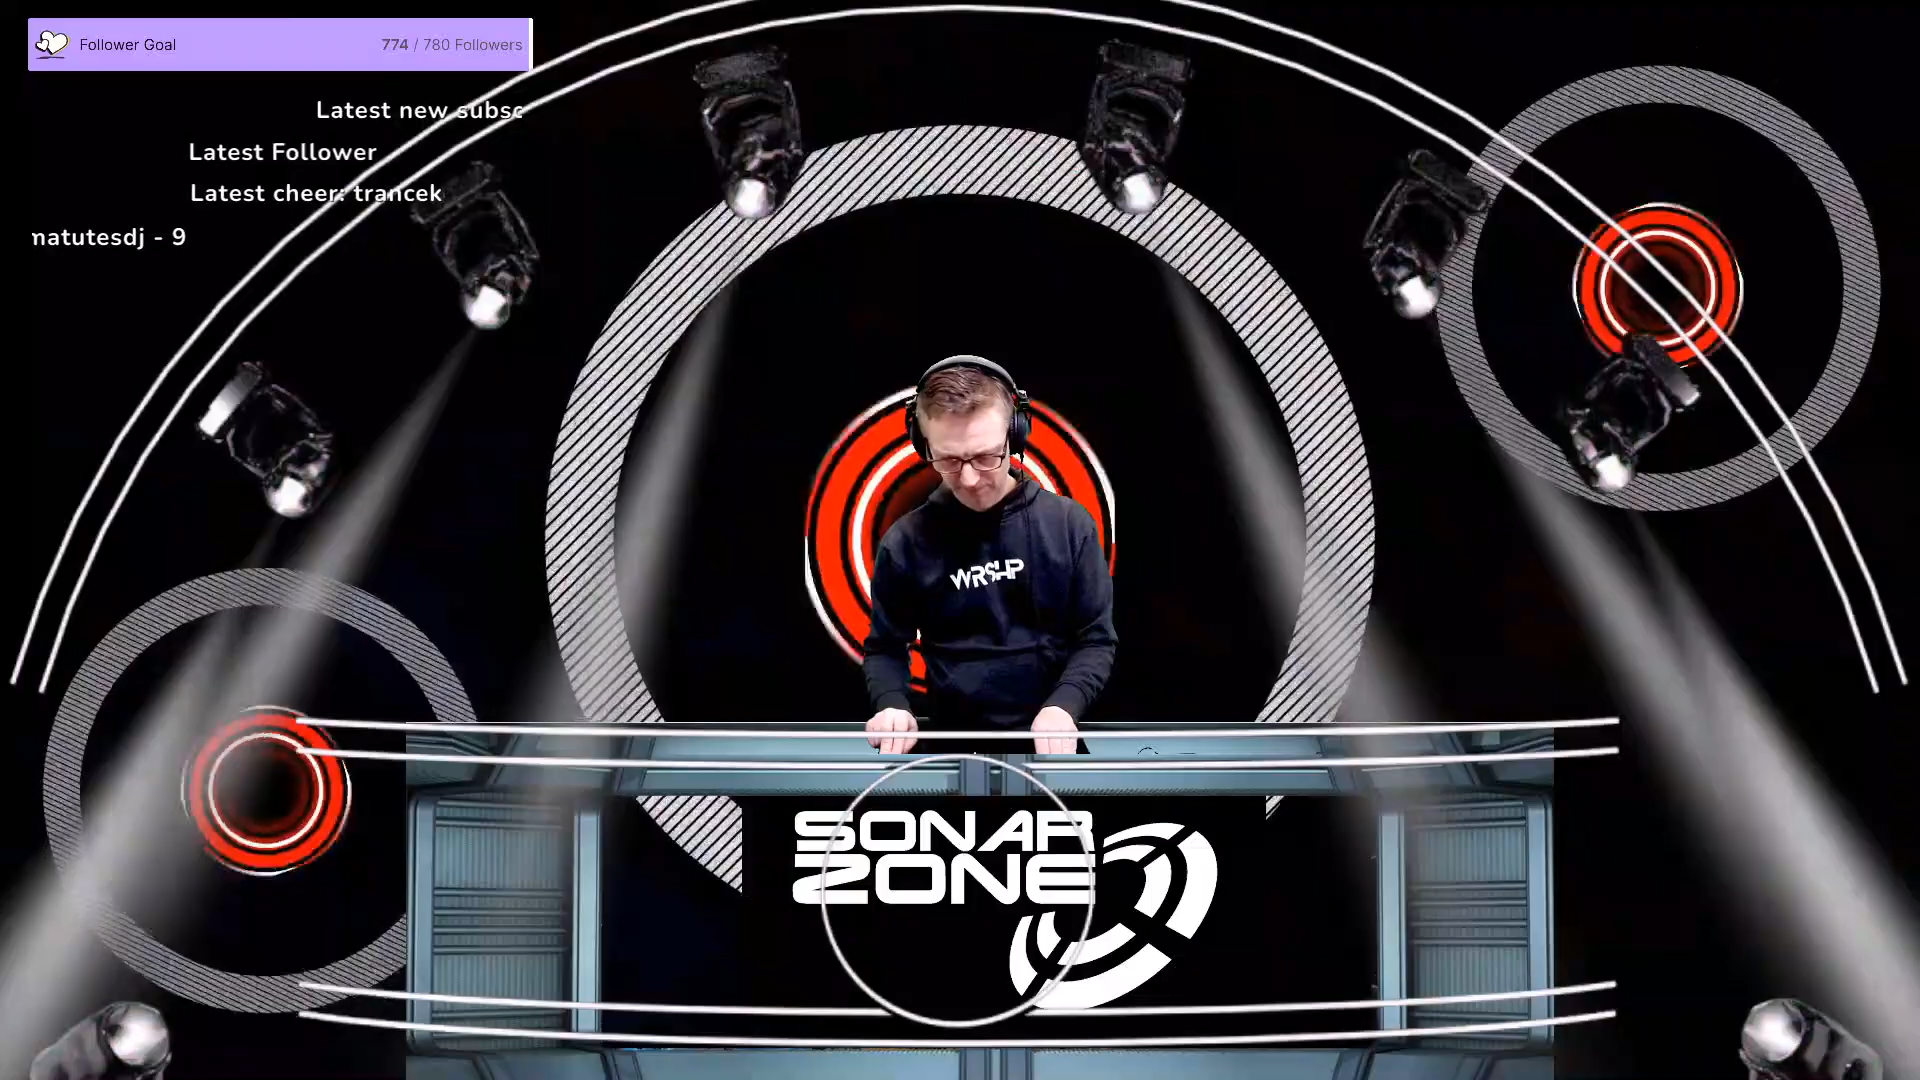 Follower Goal 774 / 780 Followers
Latest new subsc
Latest Follower
Latest cheer: trancek
natutesdj - 9
WRSHP
SONAR
ZONE